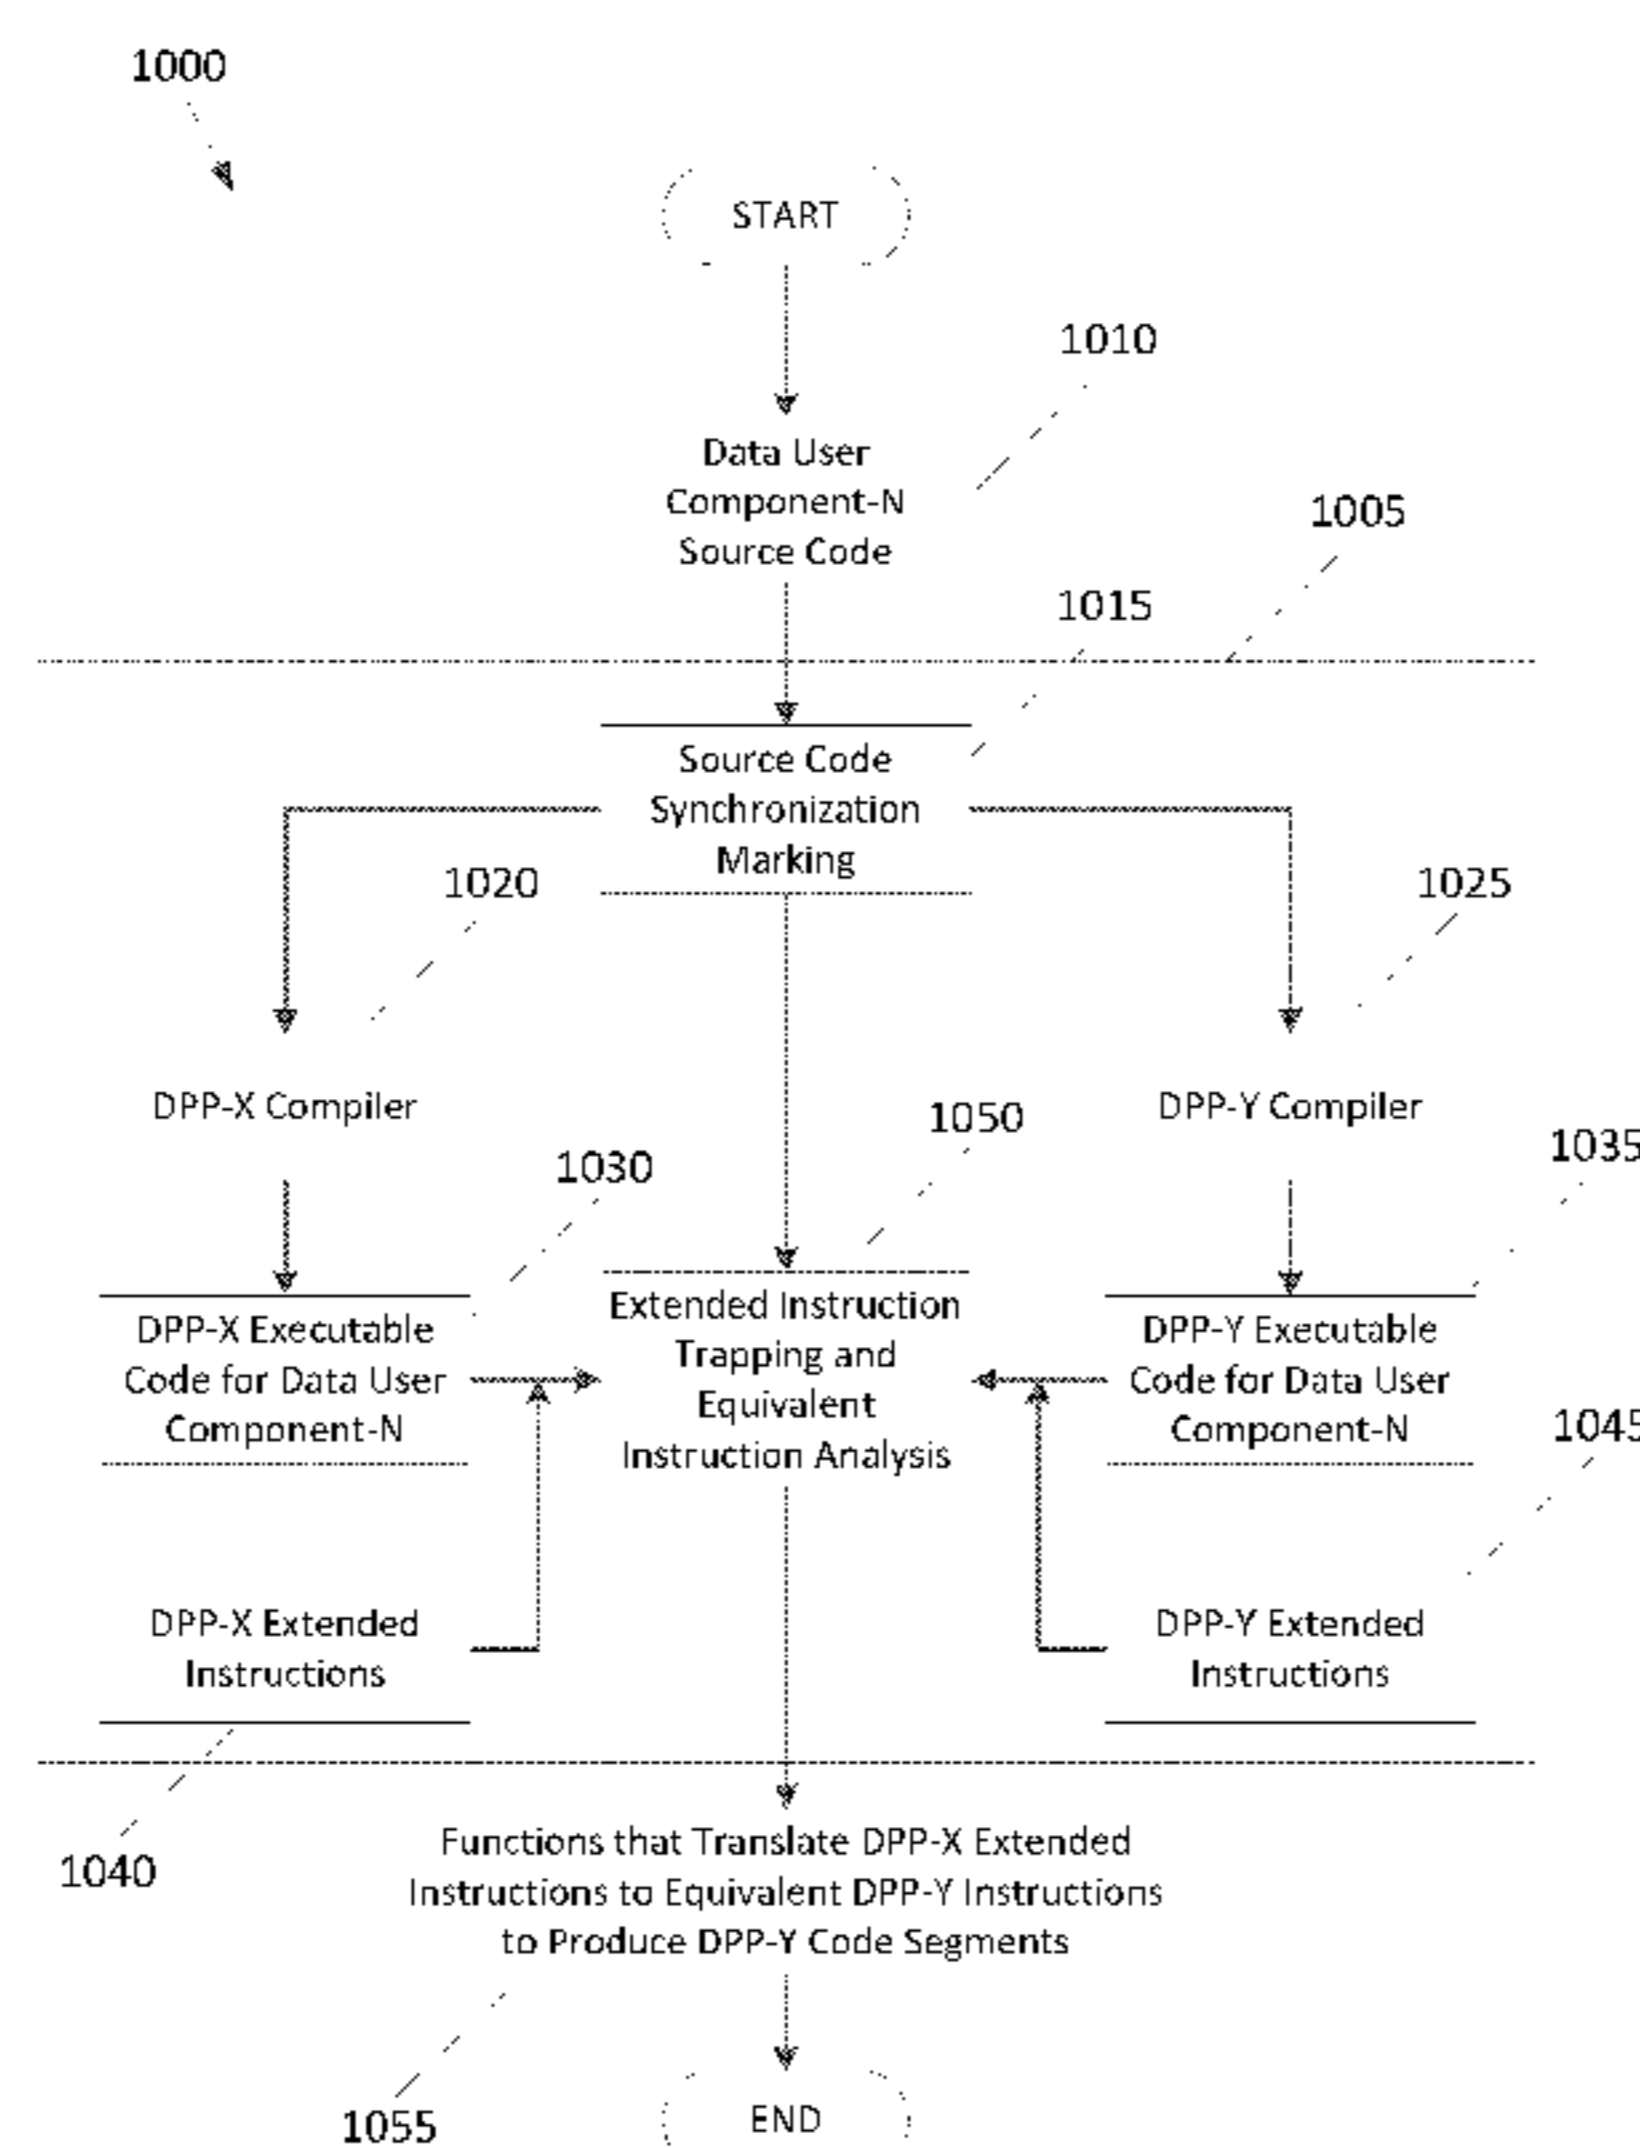 1000
START
1010
Data User
Component-N
Source Code
1005
1015
Source Code
Synchronization
Marking
1020
1025
DPP-X Compiler
DPP-Y Compiler
1050
1035
1030
DPP-X Executable
Code for Data User
Component-N
Extended Instruction
Trapping and
Equivalent
Instruction Analysis
DPP-Y Executable
Code for Data User
Component-N
1045
DPP-X Extended
Instructions
DPP-Y Extended
Instructions
1040
Functions that Translate DPP-X Extended
Instructions to Equivalent DPP-Y Instructions
to Produce DPP-Y Code Segments
1055
END